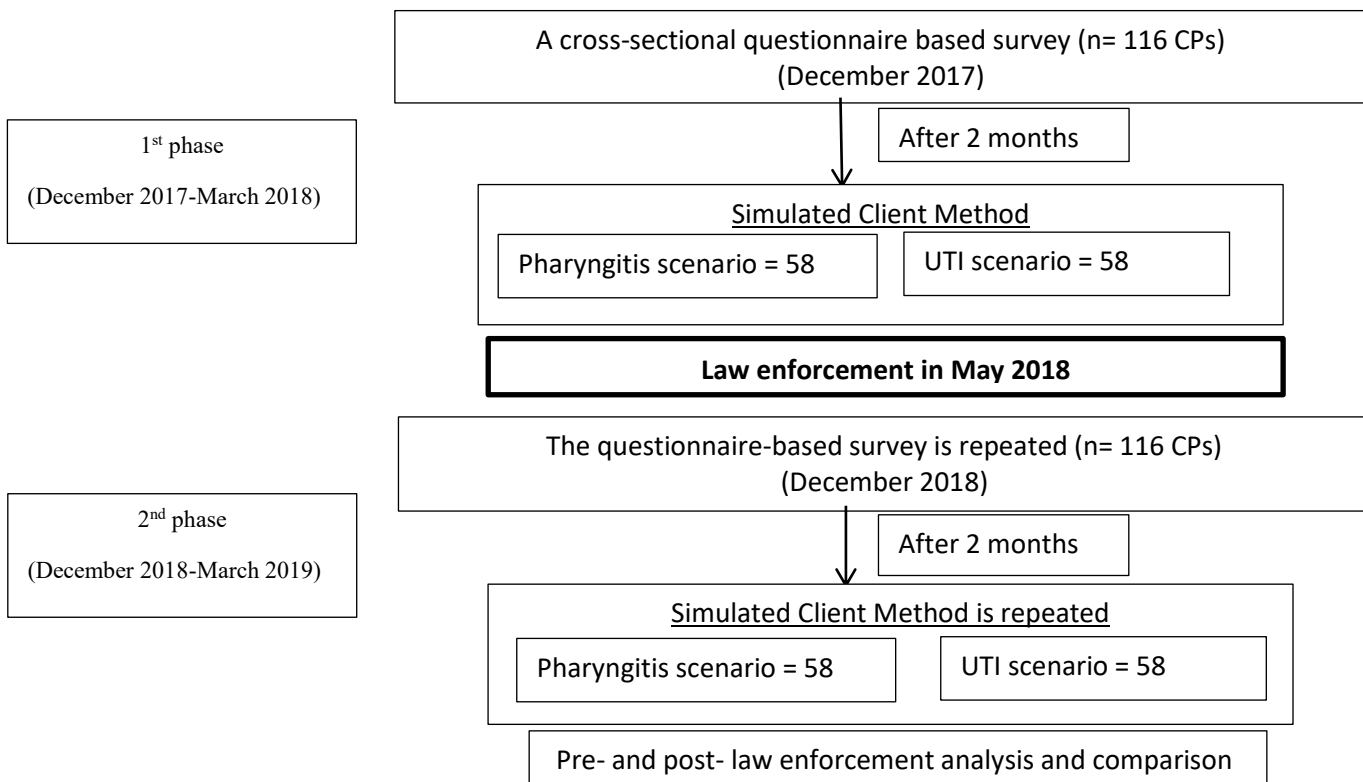 A cross-sectional questionnaire based survey (n= 116 CPs)
(December 2017)
1st phase
(December 2017-March 2018)
After 2 months
Simulated Client Method
Pharyngitis scenario = 58
UTI scenario = 58
Law enforcement in May 2018
The questionnaire-based survey is repeated (n= 116 CPs)
(December 2018)
2nd phase
(December 2018-March 2019)
After 2 months
Simulated Client Method is repeated
Pharyngitis scenario = 58
UTI scenario = 58
Pre- and post- law enforcement analysis and comparison